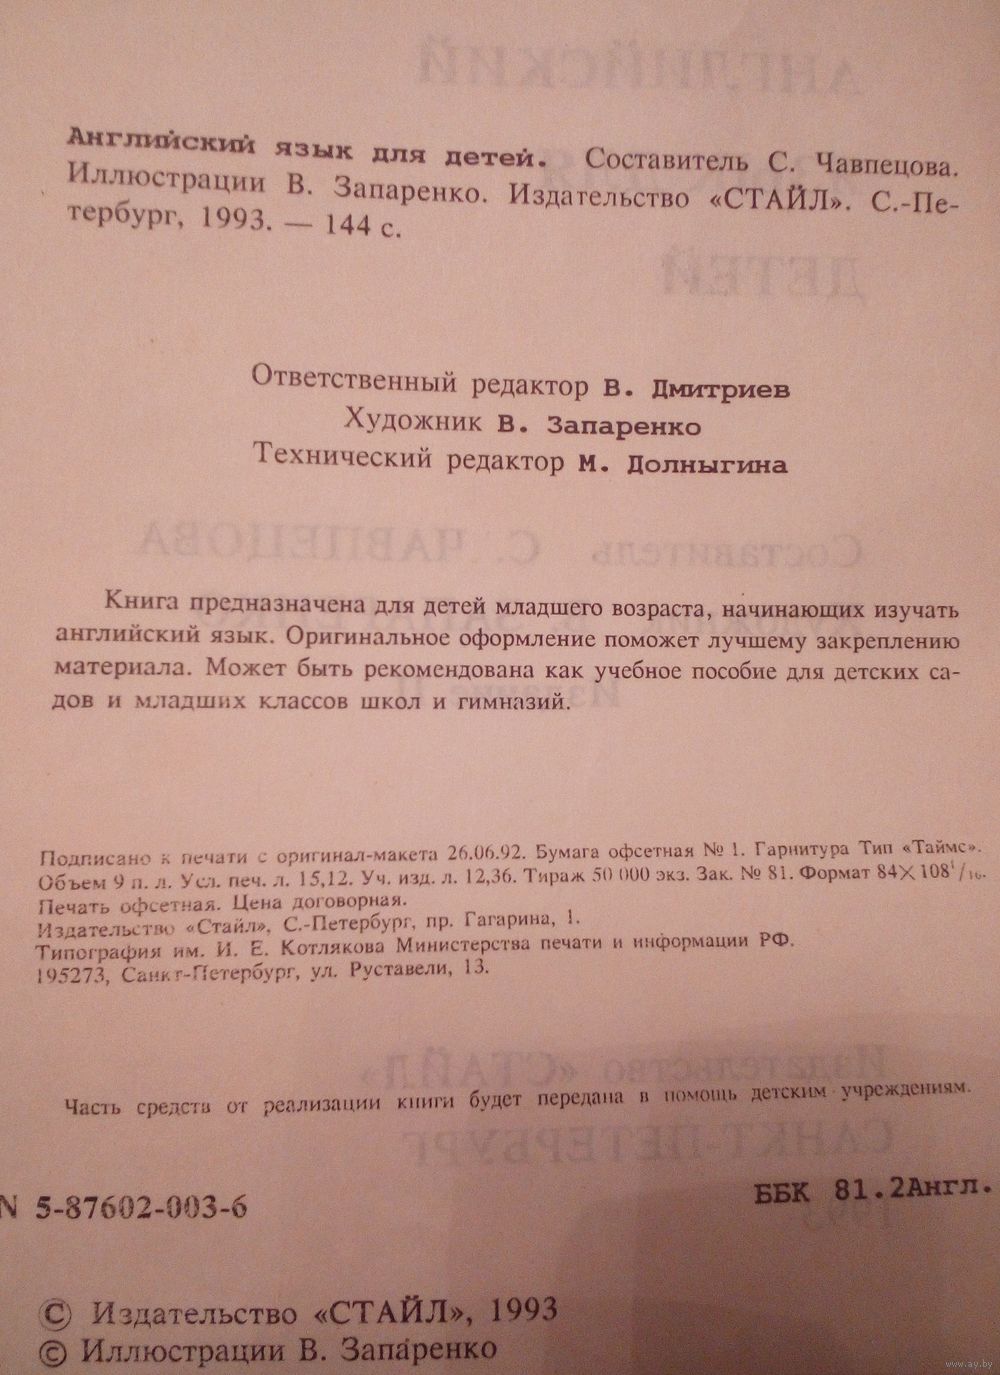 Английский язык для детей. Составитель С. Чавпецова.
Иллюстрации В. Запаренко. Издательство «СТАЙЛ». С.-Пе-
тербург, 1993. — 144 с.
Ответственный редактор В. Дмитриев
Художник В. Запаренко
Технический редактор М. Долныгина
Книга предназначена для детей младшего возраста, начинающих изучать
английский язык. Оригинальное оформление поможет лучшему закреплению
материала. Может быть рекомендована как учебное пособие для детских са-
дов и младших классов школ и гимназий.
Подписано к печати с оригинал-макета 26.06.92. Бумага офсетная № 1. Гарнитура Тип «Таймс».
Объем 9 п. л. Усл. печ. л. 15,12. Уч. изд. л. 12,36. Тираж 50 000 экз. Зак. № 81. Формат 84×108¹/₁₆.
Печать офсетная. Цена договорная.
Издательство «Стайл», С.-Петербург, пр. Гагарина, 1.
Типография им. И. Е. Котлякова Министерства печати и информации РФ.
195273, Санкт-Петербург, ул. Руставели, 13.
Часть средств от реализации книги будет передана в помощь детским учреждениям.
N 5-87602-003-6
ББК 81.2Англ.
© Издательство «СТАЙЛ», 1993
© Иллюстрации В. Запаренко
www.ay.by